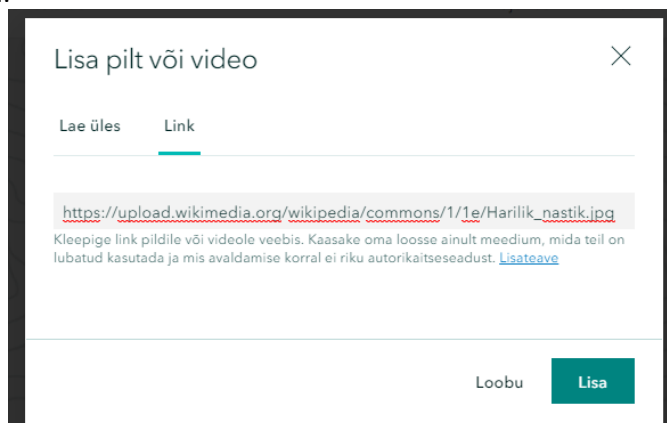 Lisa pilt või video
Lae üles Link
https://upload.wikimedia.org/wikipedia/commons/1/1e/Harilik_nastik.jpg
Kleepige link pildile või videole veebis. Kaasake oma loosse ainult meedium, mida teil on
lubatud kasutada ja mis avaldamise korral ei riku autorikaitseseadust. Lisateave
Loobu Lisa